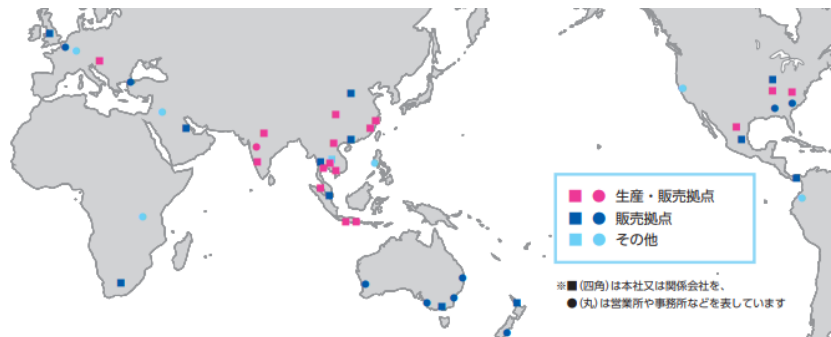 ■ ● 生産・販売拠点
■ ● 販売拠点
■ ● その他
※■(四角)は本社又は関係会社を、
●(丸)は営業所や事務所などを表しています